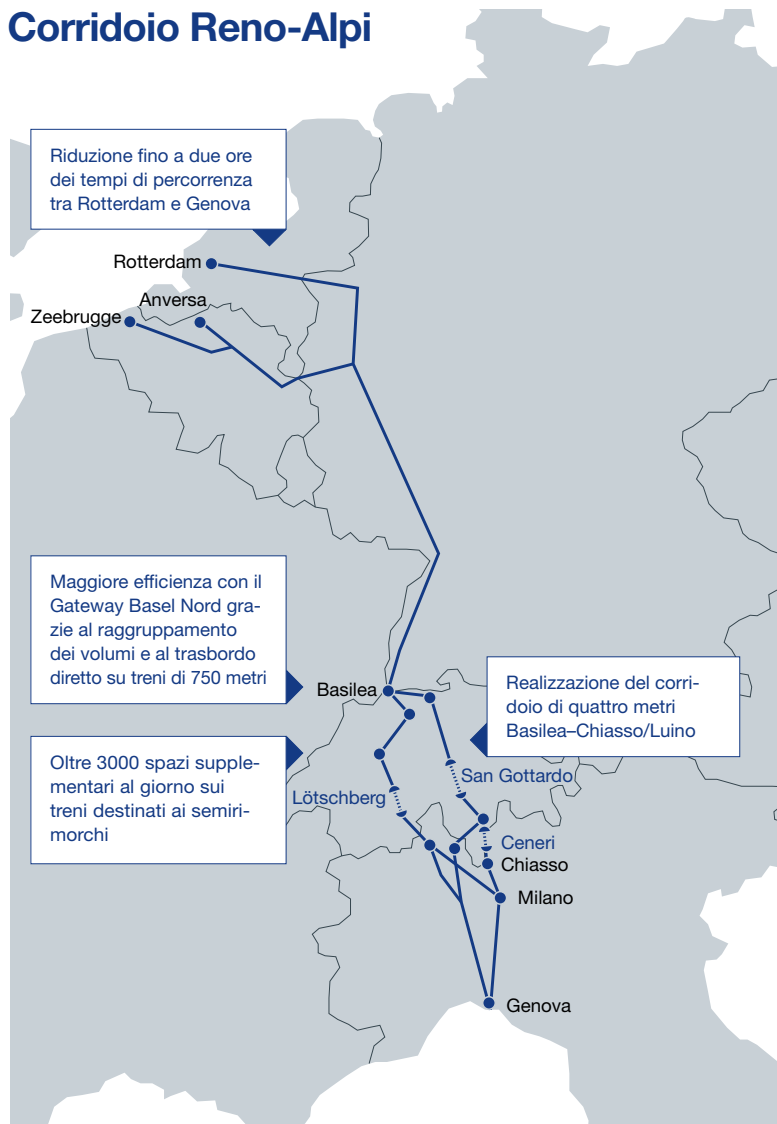 Corridoio Reno-Alpi
Riduzione fino a due ore
dei tempi di percorrenza
tra Rotterdam e Genova
Rotterdam
Anversa
Zeebrugge
Maggiore efficienza con il
Gateway Basel Nord gra-
zie al raggruppamento
dei volumi e al trasbordo
diretto su treni di 750 metri
Basilea
Realizzazione del corri-
doio di quattro metri
Basilea–Chiasso/Luino
Oltre 3000 spazi supple-
mentari al giorno sui
treni destinati ai semirimorchi
San Gottardo
Lötschberg
Ceneri
Chiasso
Milano
Genova